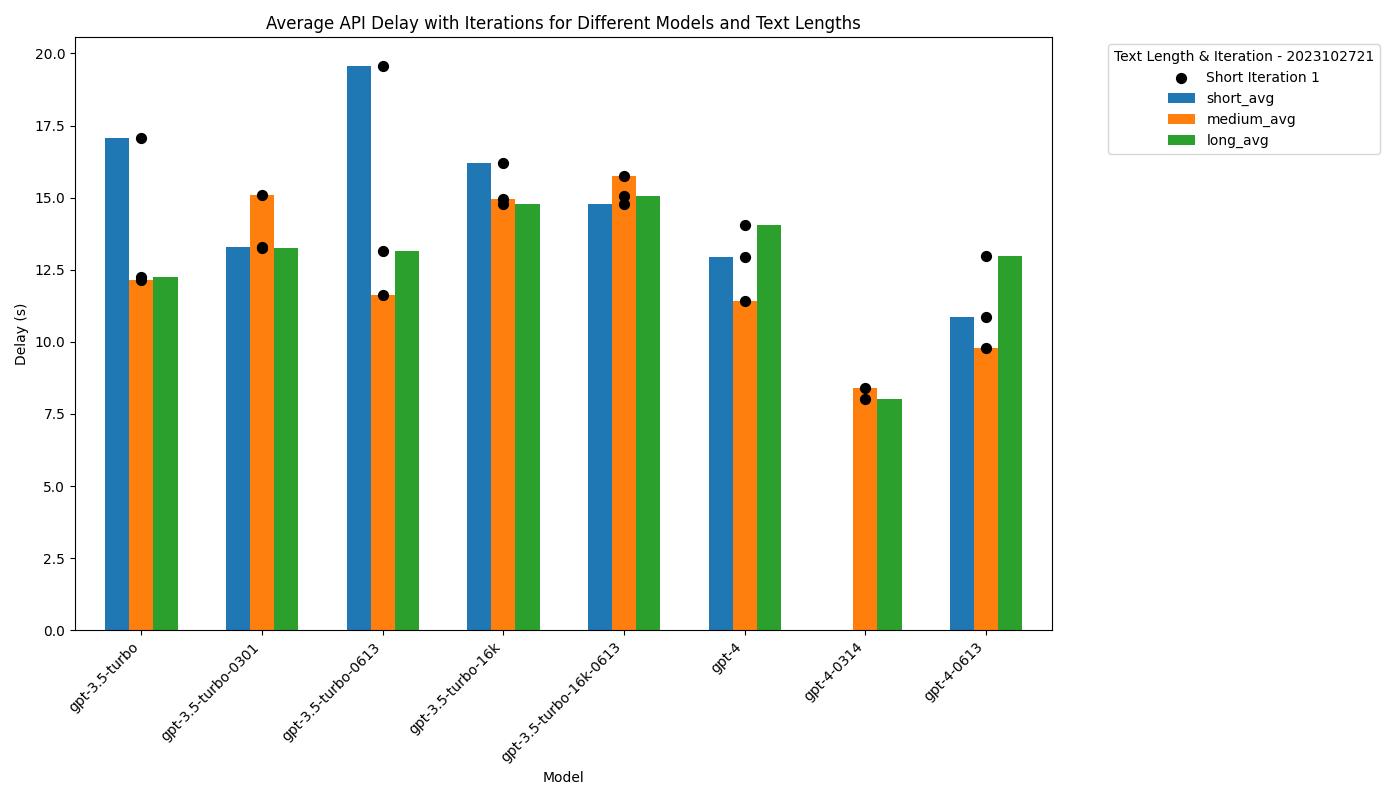 Average API Delay with Iterations for Different Models and Text Lengths
Text Length & Iteration - 2023102721
Short Iteration 1
short_avg
medium_avg
long_avg
Delay (s)
20.0
17.5
15.0
12.5
10.0
7.5
5.0
2.5
0.0
gpt-3.5-turbo
gpt-3.5-turbo-0301
gpt-3.5-turbo-0613
gpt-3.5-turbo-16k
gpt-3.5-turbo-16k-0613
gpt-4
gpt-4-0314
gpt-4-0613
Model